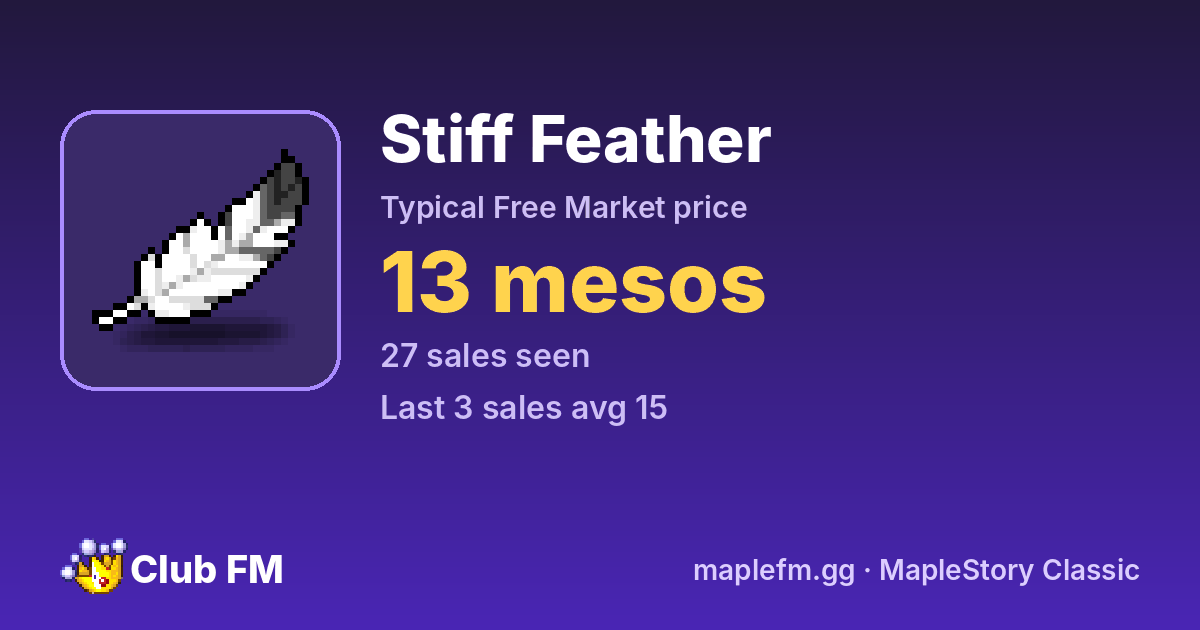 Stiff Feather
Typical Free Market price
13 mesos
27 sales seen
Last 3 sales avg 15
Club FM
maplefm.gg · MapleStory Classic